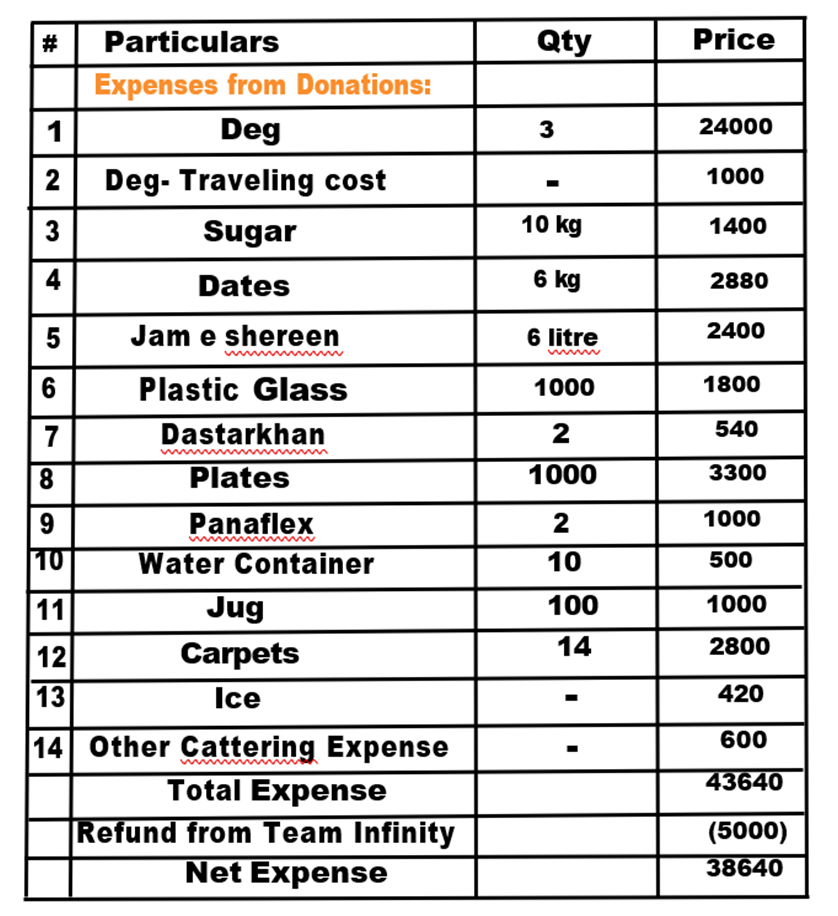 # Particulars Qty Price
Expenses from Donations:
1 Deg 3 24000
2 Deg- Traveling cost - 1000
3 Sugar 10 kg 1400
4 Dates 6 kg 2880
5 Jam e shereen 6 litre 2400
6 Plastic Glass 1000 1800
7 Dastarkhan 2 540
8 Plates 1000 3300
9 Panaflex 2 1000
10 Water Container 10 500
11 Jug 100 1000
12 Carpets 14 2800
13 Ice - 420
14 Other Cattering Expense - 600
Total Expense 43640
Refund from Team Infinity (5000)
Net Expense 38640